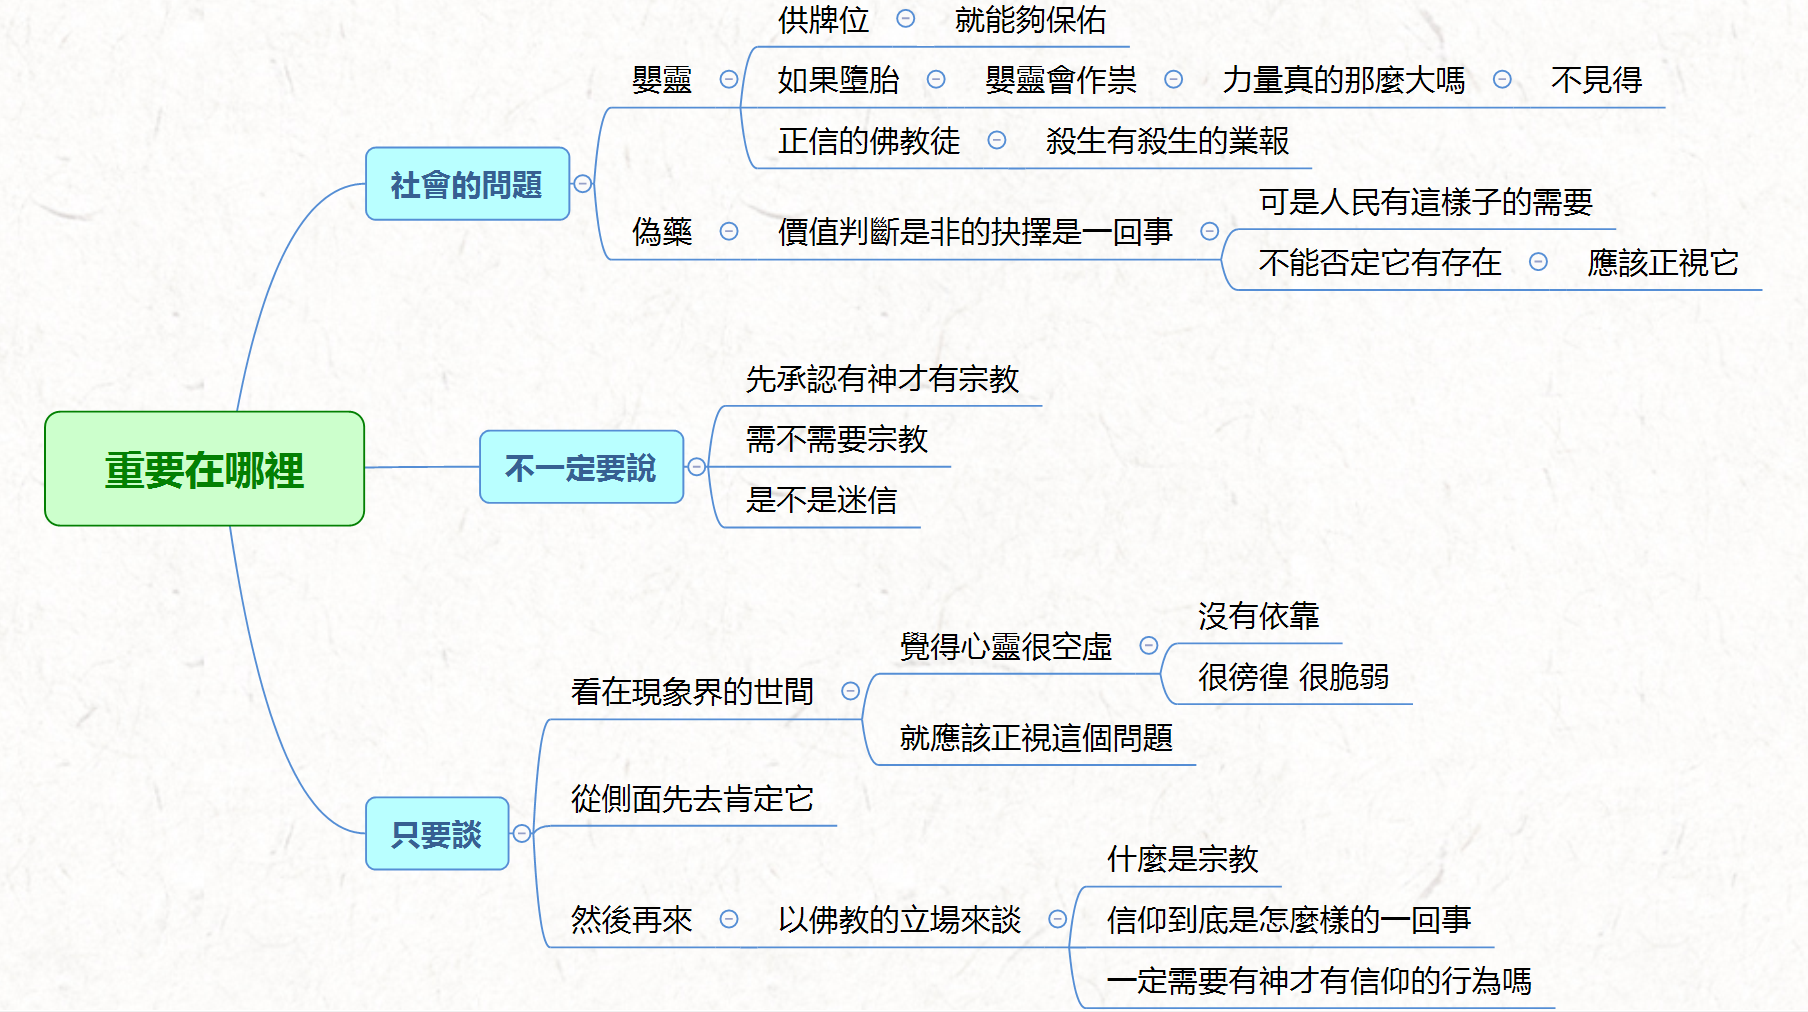 重要在哪裡
社會的問題
嬰靈
供牌位
就能夠保佑
如果墮胎
嬰靈會作祟
力量真的那麼大嗎
不見得
正信的佛教徒
殺生有殺生的業報
偽藥
價值判斷是非的抉擇是一回事
可是人民有這樣子的需要
不能否定它有存在
應該正視它
不一定要說
先承認有神才有宗教
需不需要宗教
是不是迷信
只要談
看在現象界的世間
覺得心靈很空虛
沒有依靠
很徬徨 很脆弱
就應該正視這個問題
從側面先去肯定它
然後再來
以佛教的立場來談
什麼是宗教
信仰到底是怎麼樣的一回事
一定需要有神才有信仰的行為嗎